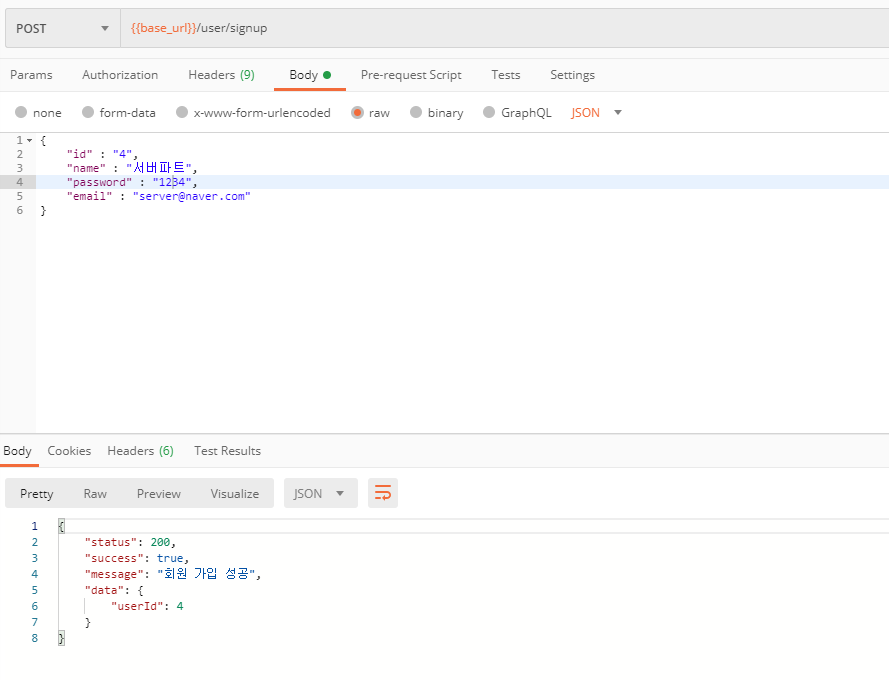 POST {{base_url}}/user/signup
Params Authorization Headers (9) Body Pre-request Script Tests Settings
none form-data x-www-form-urlencoded raw binary GraphQL JSON
1 {
2 "id" : "4",
3 "name" : "서버파트",
4 "password" : "1234",
5 "email" : "server@naver.com"
6 }
Body Cookies Headers (6) Test Results
Pretty Raw Preview Visualize JSON
1 {
2 "status": 200,
3 "success": true,
4 "message": "회원 가입 성공",
5 "data": {
6 "userId": 4
7 }
8 }